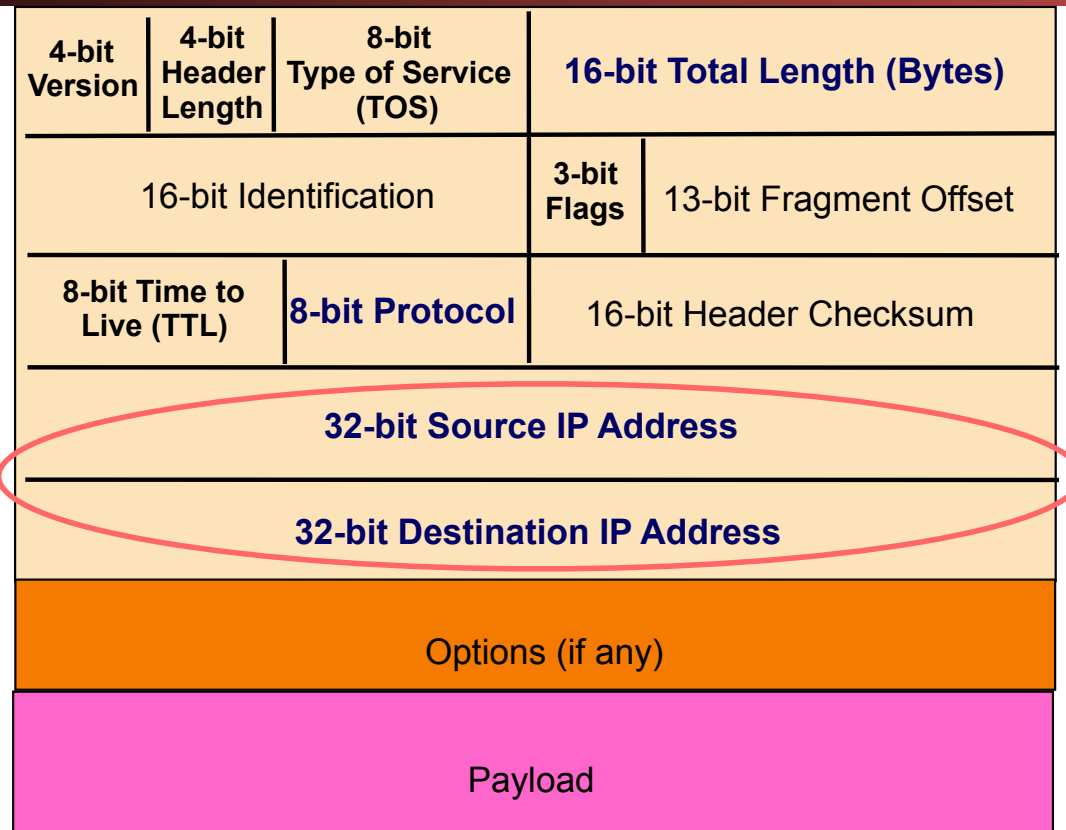 4-bit
Version
4-bit
Header
Length
8-bit
Type of Service
(TOS)
16-bit Total Length (Bytes)
16-bit Identification
3-bit
Flags
13-bit Fragment Offset
8-bit Time to
Live (TTL)
8-bit Protocol
16-bit Header Checksum
32-bit Source IP Address
32-bit Destination IP Address
Options (if any)
Payload